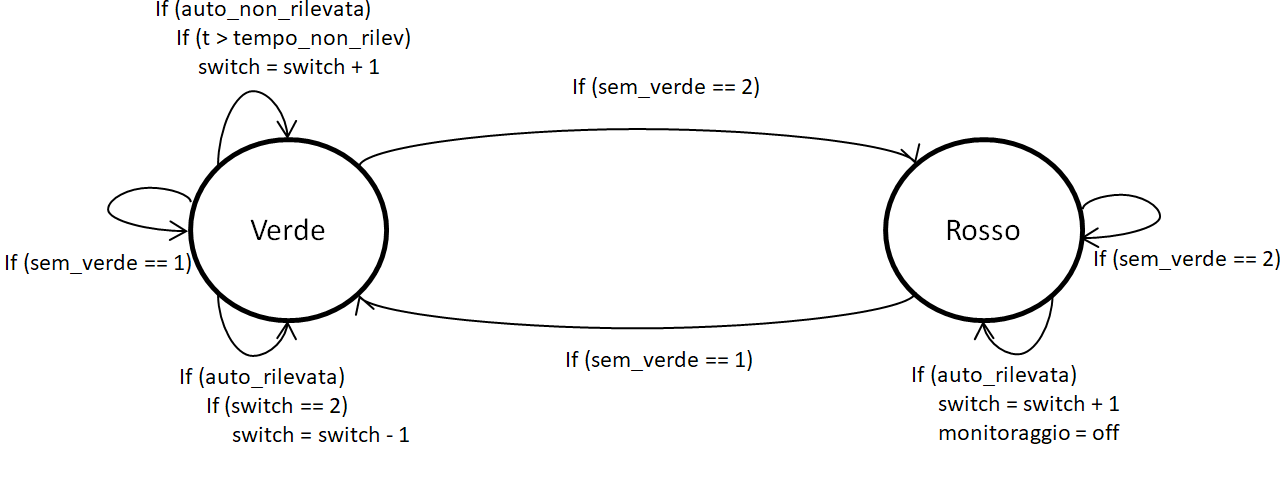 If (auto_non_rilevata)
If (t > tempo_non_rilev)
switch = switch + 1
If (sem_verde == 2)
Verde
Rosso
If (sem_verde == 1)
If (sem_verde == 2)
If (sem_verde == 1)
If (auto_rilevata)
If (switch == 2)
switch = switch - 1
If (auto_rilevata)
switch = switch + 1
monitoraggio = off